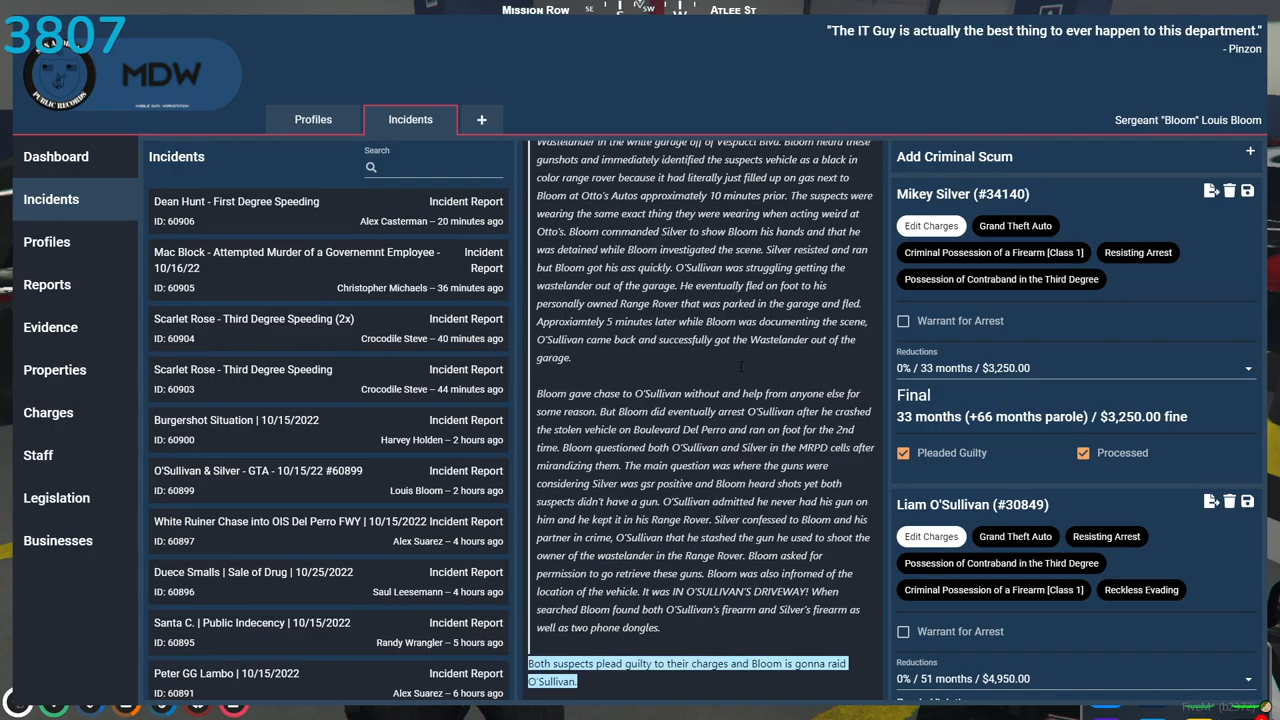 MISSION ROW
SE
SW
W
ATLEE ST
3807
PUBLIC RECORDS
MDW
MOBILE DATA WORKSTATION
"The IT Guy is actually the best thing to ever happen to this department."
- Pinzon
Profiles
Incidents
+
Sergeant "Bloom" Louis Bloom
Dashboard
Incidents
Profiles
Reports
Evidence
Properties
Charges
Staff
Legislation
Businesses
Incidents
Search
Dean Hunt - First Degree Speeding Incident Report
ID: 60906 Alex Casterman -- 20 minutes ago
Mac Block - Attempted Murder of a Governemnt Employee - Incident
10/16/22 Report
ID: 60905 Christopher Michaels -- 36 minutes ago
Scarlet Rose - Third Degree Speeding (2x) Incident Report
ID: 60904 Crocodile Steve -- 40 minutes ago
Scarlet Rose - Third Degree Speeding Incident Report
ID: 60903 Crocodile Steve -- 44 minutes ago
Burgershot Situation | 10/15/2022 Incident Report
ID: 60900 Harvey Holden -- 2 hours ago
O'Sullivan & Silver - GTA - 10/15/22 #60899 Incident Report
ID: 60899 Louis Bloom -- 2 hours ago
White Ruiner Chase into OIS Del Perro FWY | 10/15/2022 Incident Report
ID: 60897 Alex Suarez -- 4 hours ago
Duece Smalls | Sale of Drug | 10/25/2022 Incident Report
ID: 60896 Saul Leesemann -- 4 hours ago
Santa C. | Public Indecency | 10/15/2022 Incident Report
ID: 60895 Randy Wrangler -- 5 hours ago
Peter GG Lambo | 10/15/2022 Incident Report
ID: 60891 Alex Suarez -- 6 hours ago
Wastelander in the white garage off of Vespucci Blvd. Bloom heard these
gunshots and immediately identified the suspects vehicle as a black in
color range rover because it had literally just filled up on gas next to
Bloom at Otto's Autos approximately 10 minutes prior. The suspects were
wearing the same exact thing they were wearing when acting weird at
Otto's. Bloom commanded Silver to show Bloom his hands and that he
was detained while Bloom investigated the scene. Silver resisted and ran
but Bloom got his ass quickly. O'Sullivan was struggling getting the
wastelander out of the garage. He eventually fled on foot to his
personally owned Range Rover that was parked in the garage and fled.
Approxiamtely 5 minutes later while Bloom was documenting the scene,
O'Sullivan came back and successfully got the Wastelander out of the
garage.
Bloom gave chase to O'Sullivan without and help from anyone else for
some reason. But Bloom did eventually arrest O'Sullivan after he crashed
the stolen vehicle on Boulevard Del Perro and ran on foot for the 2nd
time. Bloom questioned both O'Sullivan and Silver in the MRPD cells after
mirandizing them. The main question was where the guns were
considering Silver was gsr positive and Bloom heard shots yet both
suspects didn't have a gun. O'Sullivan admitted he never had his gun on
him and he kept it in his Range Rover. Silver confessed to Bloom and his
partner in crime, O'Sullivan that he stashed the gun he used to shoot the
owner of the wastelander in the Range Rover. Bloom asked for
permission to go retrieve these guns. Bloom was also infromed of the
location of the vehicle. It was IN O'SULLIVAN'S DRIVEWAY! When
searched Bloom found both O'Sullivan's firearm and Silver's firearm as
well as two phone dongles.
Both suspects plead guilty to their charges and Bloom is gonna raid
O'Sullivan.
Add Criminal Scum
+
Mikey Silver (#34140)
Edit Charges Grand Theft Auto
Criminal Possession of a Firearm [Class 1] Resisting Arrest
Possession of Contraband in the Third Degree
Warrant for Arrest
Reductions
0% / 33 months / $3,250.00
Final
33 months (+66 months parole) / $3,250.00 fine
Pleaded Guilty Processed
Liam O'Sullivan (#30849)
Edit Charges Grand Theft Auto Resisting Arrest
Possession of Contraband in the Third Degree
Criminal Possession of a Firearm [Class 1] Reckless Evading
Warrant for Arrest
Reductions
0% / 51 months / $4,950.00
FiveM* (b2372)